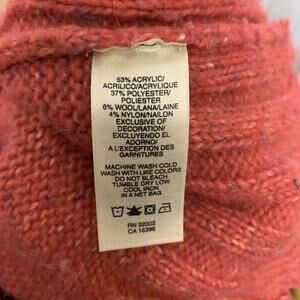 53% ACRYLIC/
ACRILICO/ACRYLIQUE
37% POLYESTER/
POLIESTER
6% WOOL/LANA/LAINE
4% NYLON/NAILON
EXCLUSIVE OF
DECORATION/
EXCLUYENDO EL
ADORNO/
A L'EXCEPTION DES
GARNITURES
MACHINE WASH COLD
WASH WITH LIKE COLORS
DO NOT BLEACH
TUMBLE DRY LOW
COOL IRON
IN A NET BAG
RN 52002
CA 16396